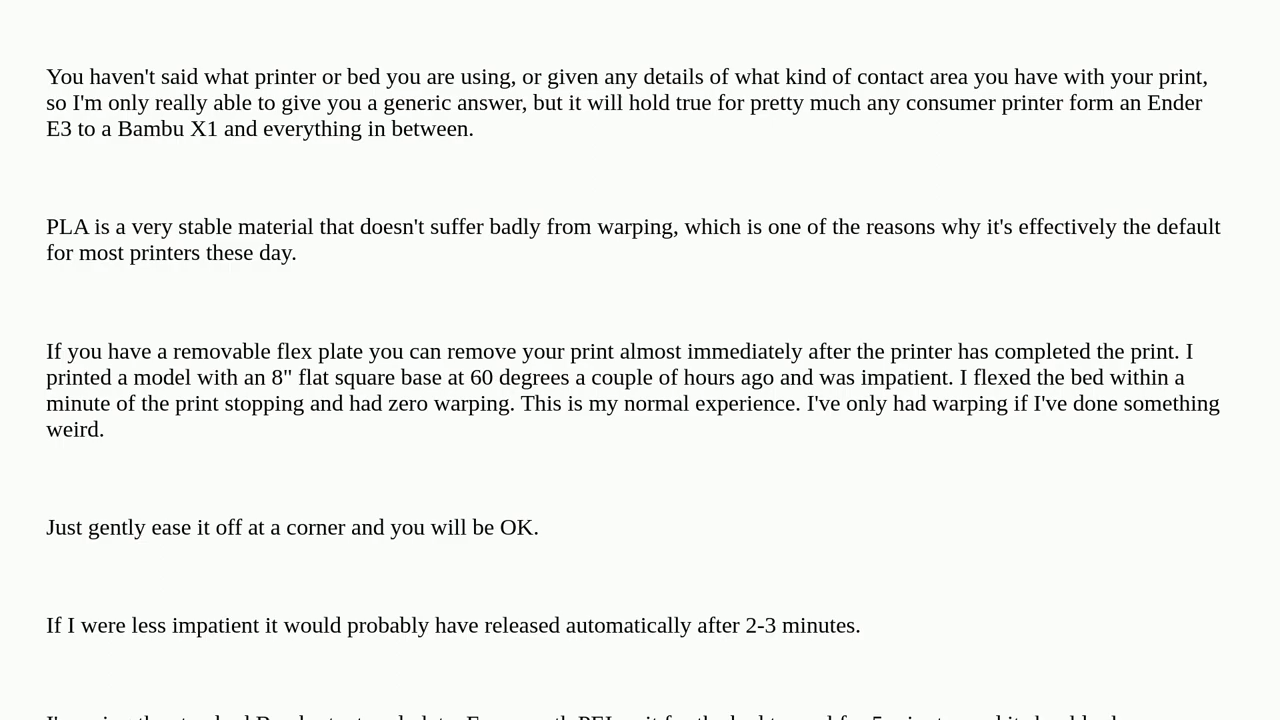 You haven't said what printer or bed you are using, or given any details of what kind of contact area you have with your print,
so I'm only really able to give you a generic answer, but it will hold true for pretty much any consumer printer form an Ender
E3 to a Bambu X1 and everything in between.
PLA is a very stable material that doesn't suffer badly from warping, which is one of the reasons why it's effectively the default
for most printers these day.
If you have a removable flex plate you can remove your print almost immediately after the printer has completed the print. I
printed a model with an 8" flat square base at 60 degrees a couple of hours ago and was impatient. I flexed the bed within a
minute of the print stopping and had zero warping. This is my normal experience. I've only had warping if I've done something
weird.
Just gently ease it off at a corner and you will be OK.
If I were less impatient it would probably have released automatically after 2-3 minutes.